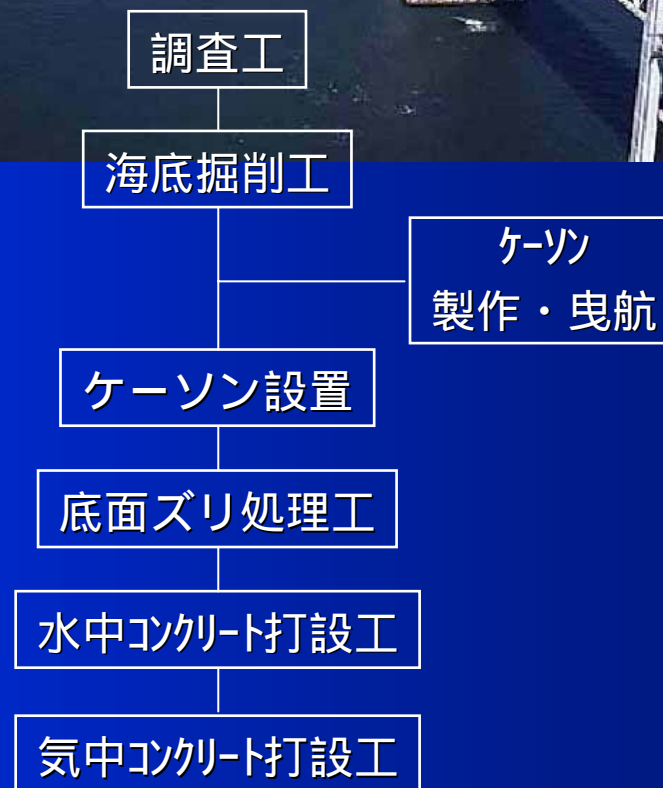 調査工
海底掘削工
ｹｰｿﾝ
製作・曳航
ケーソン設置
底面ズリ処理工
水中ｺﾝｸﾘｰﾄ打設工
気中ｺﾝｸﾘｰﾄ打設工